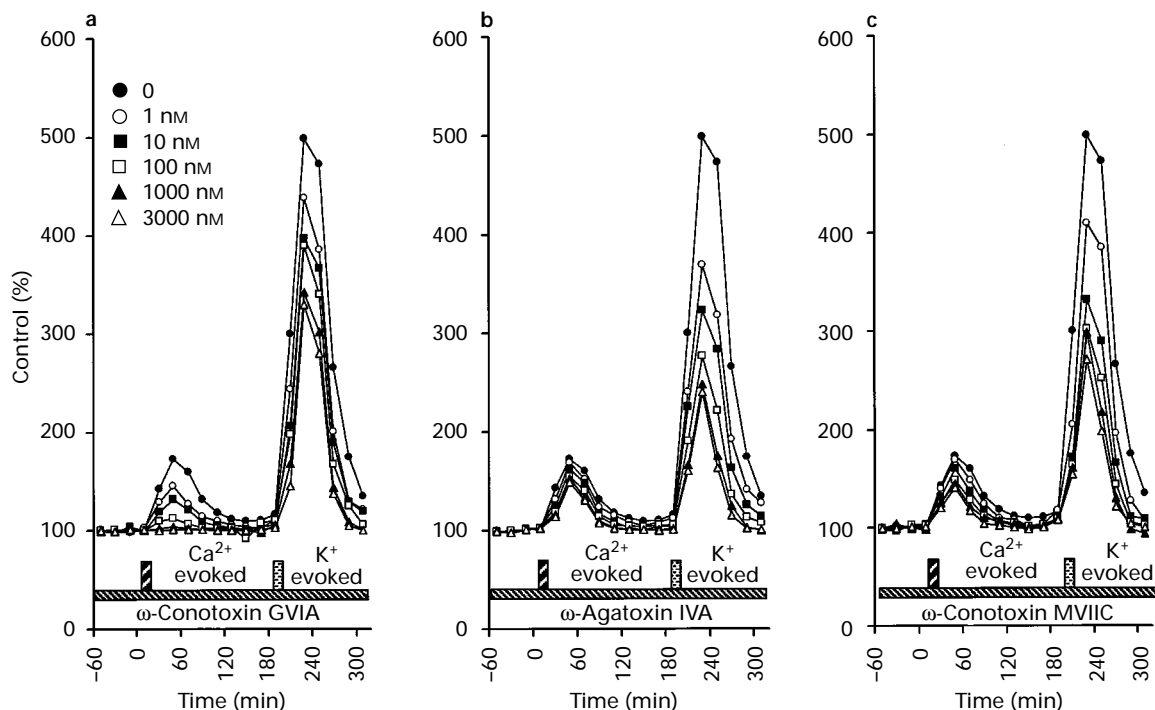 a
600
500
400
300
200
100
0
Control (%)
0
1 nM
10 nM
100 nM
1000 nM
3000 nM
Ca2+
evoked
K+
evoked
ω-Conotoxin GVIA
–60
0
60
120
180
240
300
Time (min)
b
600
500
400
300
200
100
0
Ca2+
evoked
K+
evoked
ω-Agatoxin IVA
–60
0
60
120
180
240
300
Time (min)
c
600
500
400
300
200
100
0
Ca2+
evoked
K+
evoked
ω-Conotoxin MVIIC
–60
0
60
120
180
240
300
Time (min)